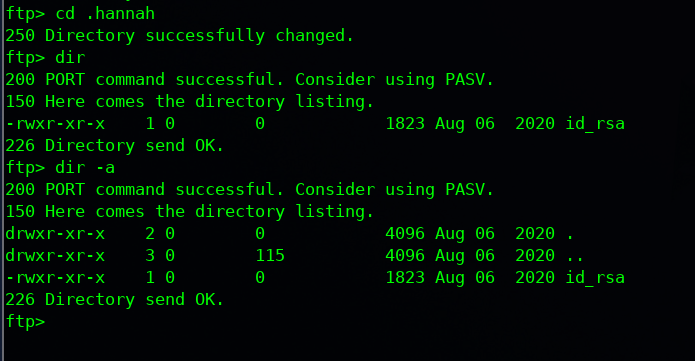 ftp> cd .hannah
250 Directory successfully changed.
ftp> dir
200 PORT command successful. Consider using PASV.
150 Here comes the directory listing.
-rwxr-xr-x    1 0        0            1823 Aug 06  2020 id_rsa
226 Directory send OK.
ftp> dir -a
200 PORT command successful. Consider using PASV.
150 Here comes the directory listing.
drwxr-xr-x    2 0        0            4096 Aug 06  2020 .
drwxr-xr-x    3 0        115          4096 Aug 06  2020 ..
-rwxr-xr-x    1 0        0            1823 Aug 06  2020 id_rsa
226 Directory send OK.
ftp>